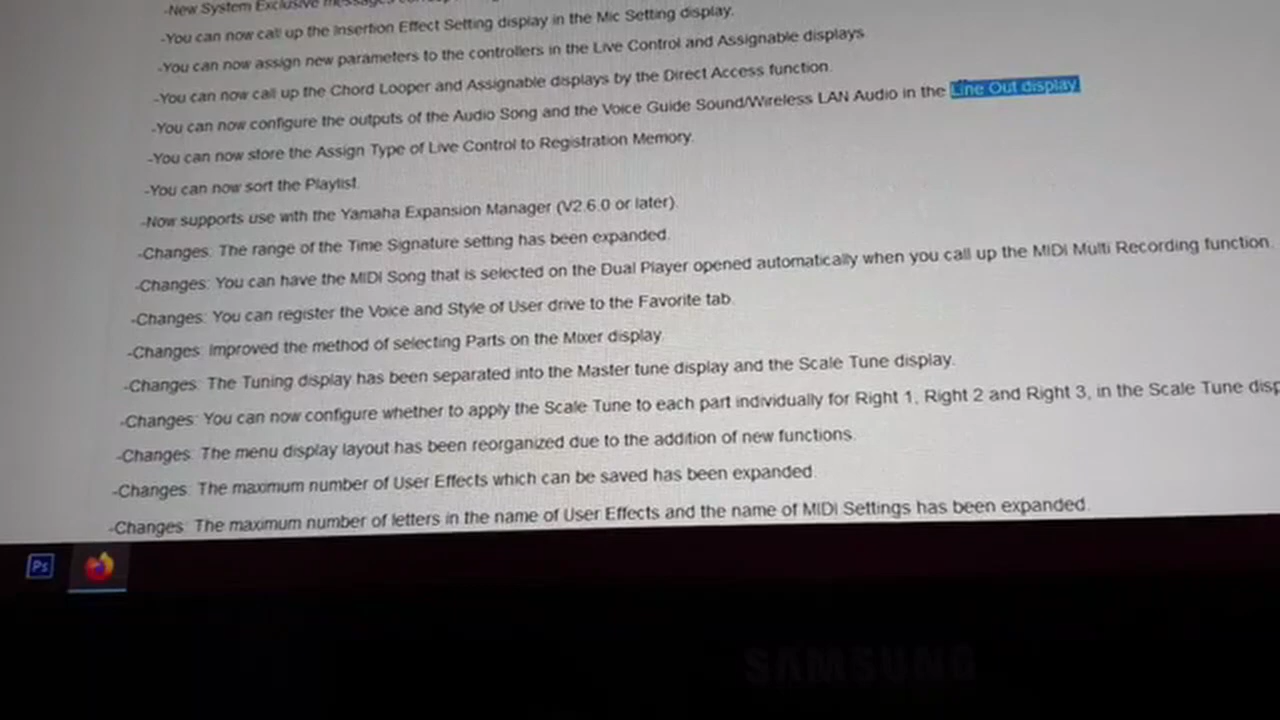 -New System Exclusive messages
-You can now call up the Insertion Effect Setting display in the Mic Setting display.
-You can now assign new parameters to the controllers in the Live Control and Assignable displays
-You can now call up the Chord Looper and Assignable displays by the Direct Access function.
-You can now configure the outputs of the Audio Song and the Voice Guide Sound/Wireless LAN Audio in the Line Out display.
-You can now store the Assign Type of Live Control to Registration Memory.
-You can now sort the Playlist.
-Now supports use with the Yamaha Expansion Manager (V2.6.0 or later).
-Changes: The range of the Time Signature setting has been expanded.
-Changes: You can have the MIDI Song that is selected on the Dual Player opened automatically when you call up the MIDI Multi Recording function.
-Changes: You can register the Voice and Style of User drive to the Favorite tab.
-Changes: Improved the method of selecting Parts on the Mixer display.
-Changes: The Tuning display has been separated into the Master tune display and the Scale Tune display.
-Changes: You can now configure whether to apply the Scale Tune to each part individually for Right 1, Right 2 and Right 3, in the Scale Tune disp
-Changes: The menu display layout has been reorganized due to the addition of new functions.
-Changes: The maximum number of User Effects which can be saved has been expanded.
-Changes: The maximum number of letters in the name of User Effects and the name of MIDI Settings has been expanded.
Ps
SAMSUNG